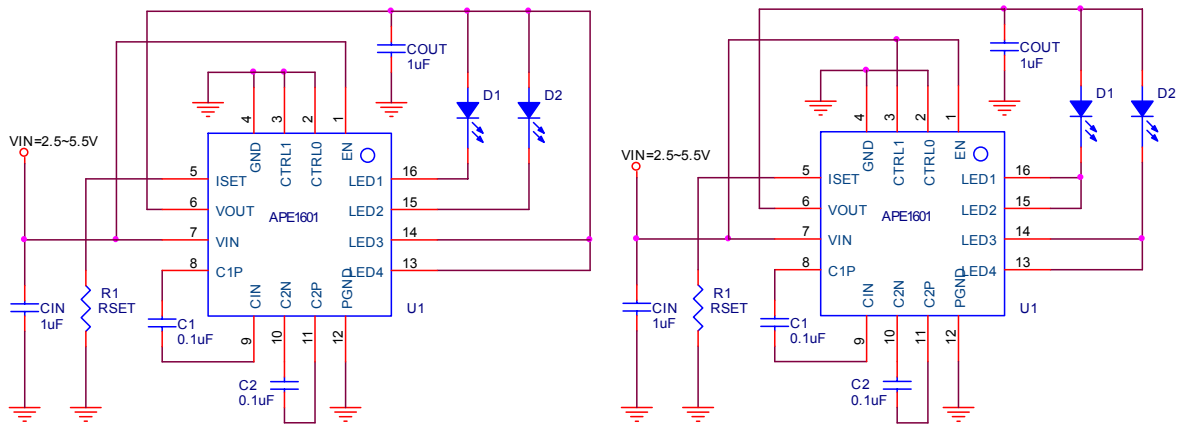 COUT
1uF
D1
D2
4
3
2
1
GND
CTRL1
CTRL0
EN
VIN=2.5~5.5V
5
ISET
LED1
16
6
VOUT
APE1601
LED2
15
7
VIN
LED3
14
8
C1P
LED4
13
CIN
C2N
C2P
PGND
U1
CIN
1uF
R1
RSET
C1
0.1uF
9
10
11
12
C2
0.1uF
COUT
1uF
D1
D2
4
3
2
1
GND
CTRL1
CTRL0
EN
VIN=2.5~5.5V
5
ISET
LED1
16
6
VOUT
APE1601
LED2
15
7
VIN
LED3
14
8
C1P
LED4
13
CIN
C2N
C2P
PGND
U1
CIN
1uF
R1
RSET
C1
0.1uF
9
10
11
12
C2
0.1uF